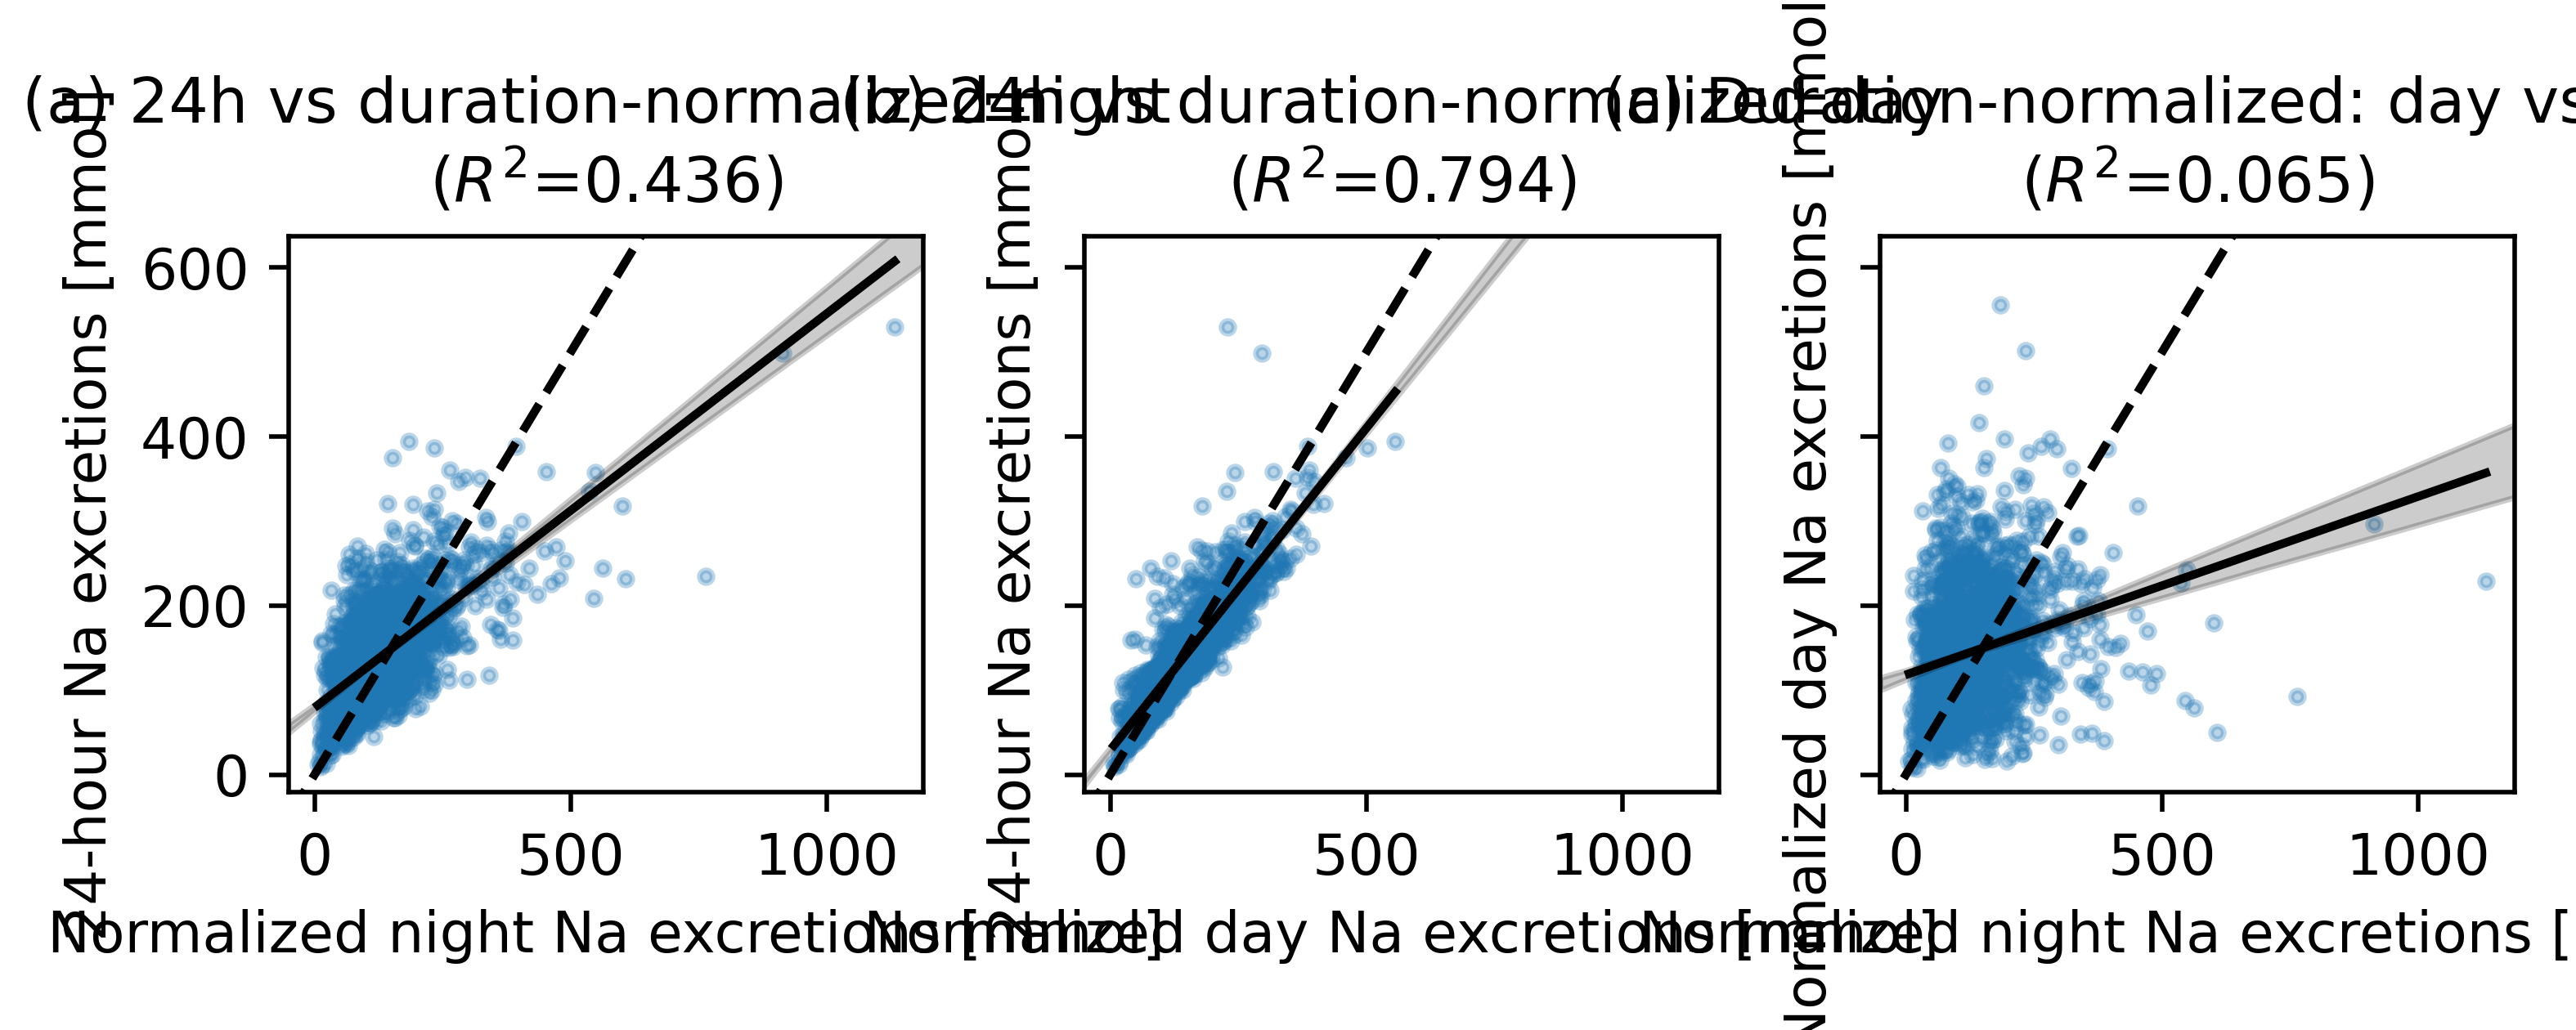 (a) 24h vs duration-normalized night
(R²=0.436)
(b) 24h vs duration-normalized day
(R²=0.794)
(c) Duration-normalized: day vs
(R²=0.065)
24-hour Na excretions [mmol]
600
400
200
0
0 500 1000
Normalized night Na excretions [mmol]
24-hour Na excretions [mmol]
0 500 1000
Normalized day Na excretions [mmol]
Normalized day Na excretions [mmol
0 500 1000
Normalized night Na excretions [